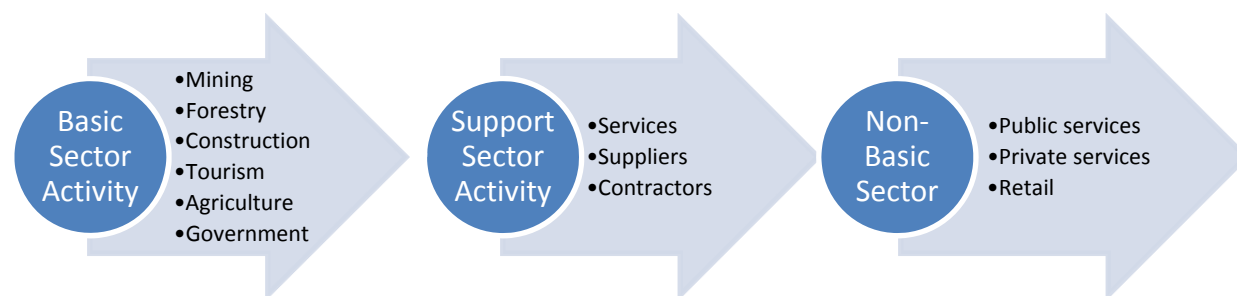 Basic
Sector
Activity
•Mining
•Forestry
•Construction
•Tourism
•Agriculture
•Government
Support
Sector
Activity
•Services
•Suppliers
•Contractors
Non-
Basic
Sector
•Public services
•Private services
•Retail